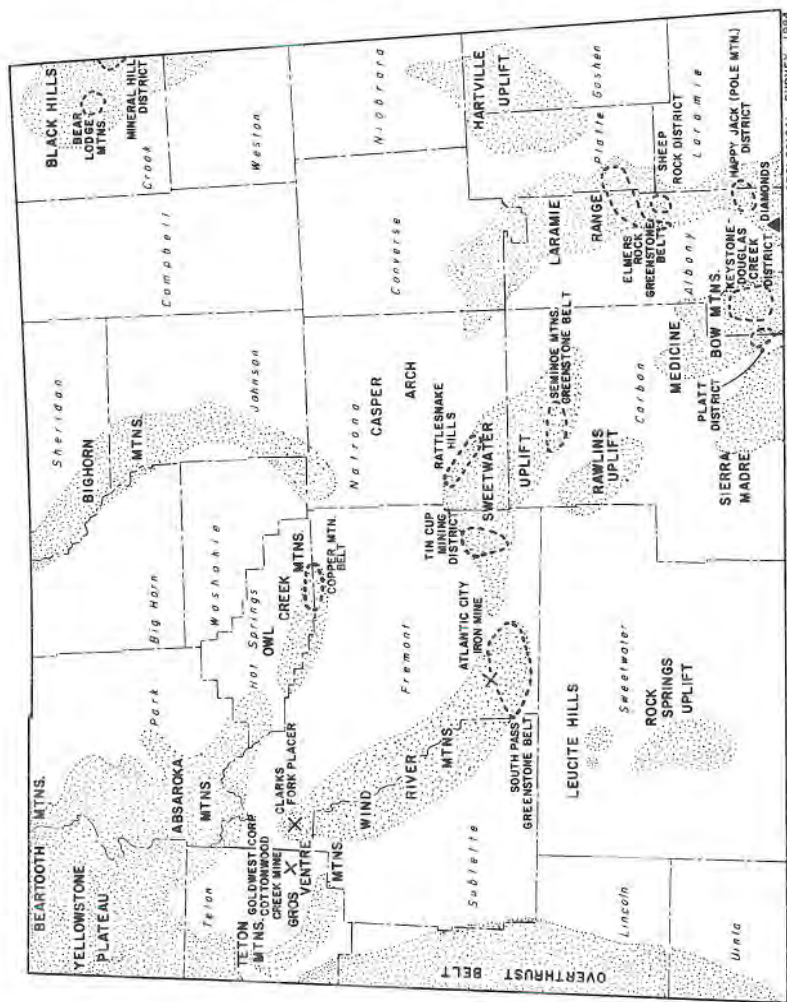 BEARTOOTH MTNS.
YELLOWSTONE
PLATEAU
ABSAROKA
MTNS.
Park
Big Horn
Sheridan
BIGHORN
MTNS.
Johnson
Campbell
BLACK HILLS
BEAR
LODGE
MTNS.
MINERAL HILL
DISTRICT
Crook
Weston
Teton
TETON
MTNS.
GOLDWEST CORP
COTTONWOOD
CREEK MINE
GROS
VENTRE
MTNS.
CLARKS
FORK PLACER
Hot Springs
Washakie
OWL
CREEK
MTNS.
COPPER MTN.
BELT
Fremont
WIND
RIVER
MTNS
Sublette
ATLANTIC CITY
IRON MINE
SOUTH PASS
GREENSTONE BELT
TIN CUP
MINING
DISTRICT
Natrona
CASPER
ARCH
RATTLESNAKE
HILLS
SWEETWATER
UPLIFT
SEMINOE MTNS.
GREENSTONE BELT
Converse
Niobrara
HARTVILLE
UPLIFT
Platte
Goshen
LARAMIE
RANGE
ELMERS
ROCK
GREENSTONE
BELT
SHEEP
ROCK DISTRICT
Laramie
Albany
HAPPY JACK (POLE MTN.)
DISTRICT
KEYSTONE-
DOUGLAS
CREEK
DISTRICT
DIAMONDS
MEDICINE
BOW MTNS.
PLATT
DISTRICT
Carbon
RAWLINS
UPLIFT
SIERRA
MADRE
LEUCITE HILLS
Sweetwater
ROCK
SPRINGS
UPLIFT
Lincoln
Uinta
OVERTHRUST
BELT
SURVEY, 1984